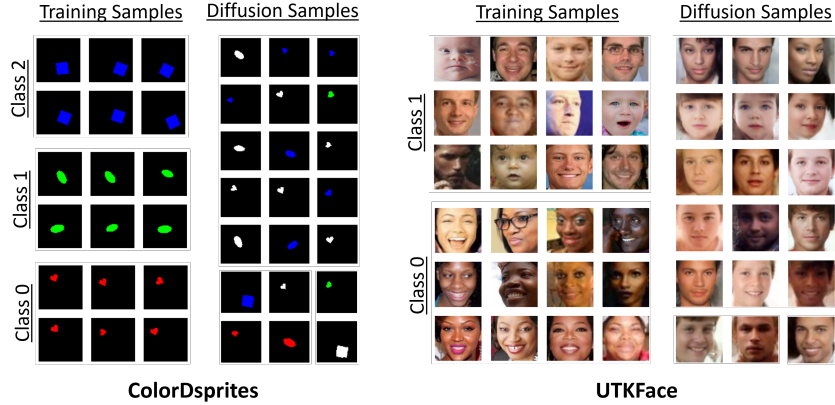 Training Samples
Diffusion Samples
Class 2
Class 1
Class 0
ColorDsprites
Training Samples
Diffusion Samples
Class 1
Class 0
UTKFace